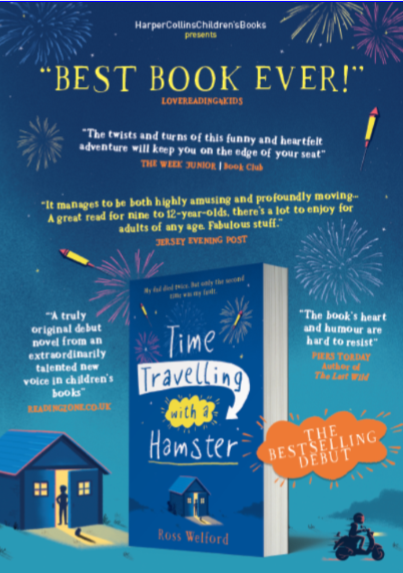 HarperCollinsChildren'sBooks
presents
"BEST BOOK EVER!"
LOVEREADING4KIDS
"The twists and turns of this funny and heartfelt
adventure will keep you on the edge of your seat"
THE WEEK JUNIOR | Book Club
"It manages to be both highly amusing and profoundly moving...
A great read for nine to 12-year-olds, there's a lot to enjoy for
adults of any age. Fabulous stuff."
JERSEY EVENING POST
"A truly
original debut
novel from an
extraordinarily
talented new
voice in children's
books"
READINGZONE.CO.UK
My dad died twice. But only the second
time was my fault.
Time
Travelling
with a
Hamster
Ross Welford
"The book's heart
and humour are
hard to resist"
PIERS TORDAY
Author of
The Last Wild
THE
BESTSELLING
DEBUT